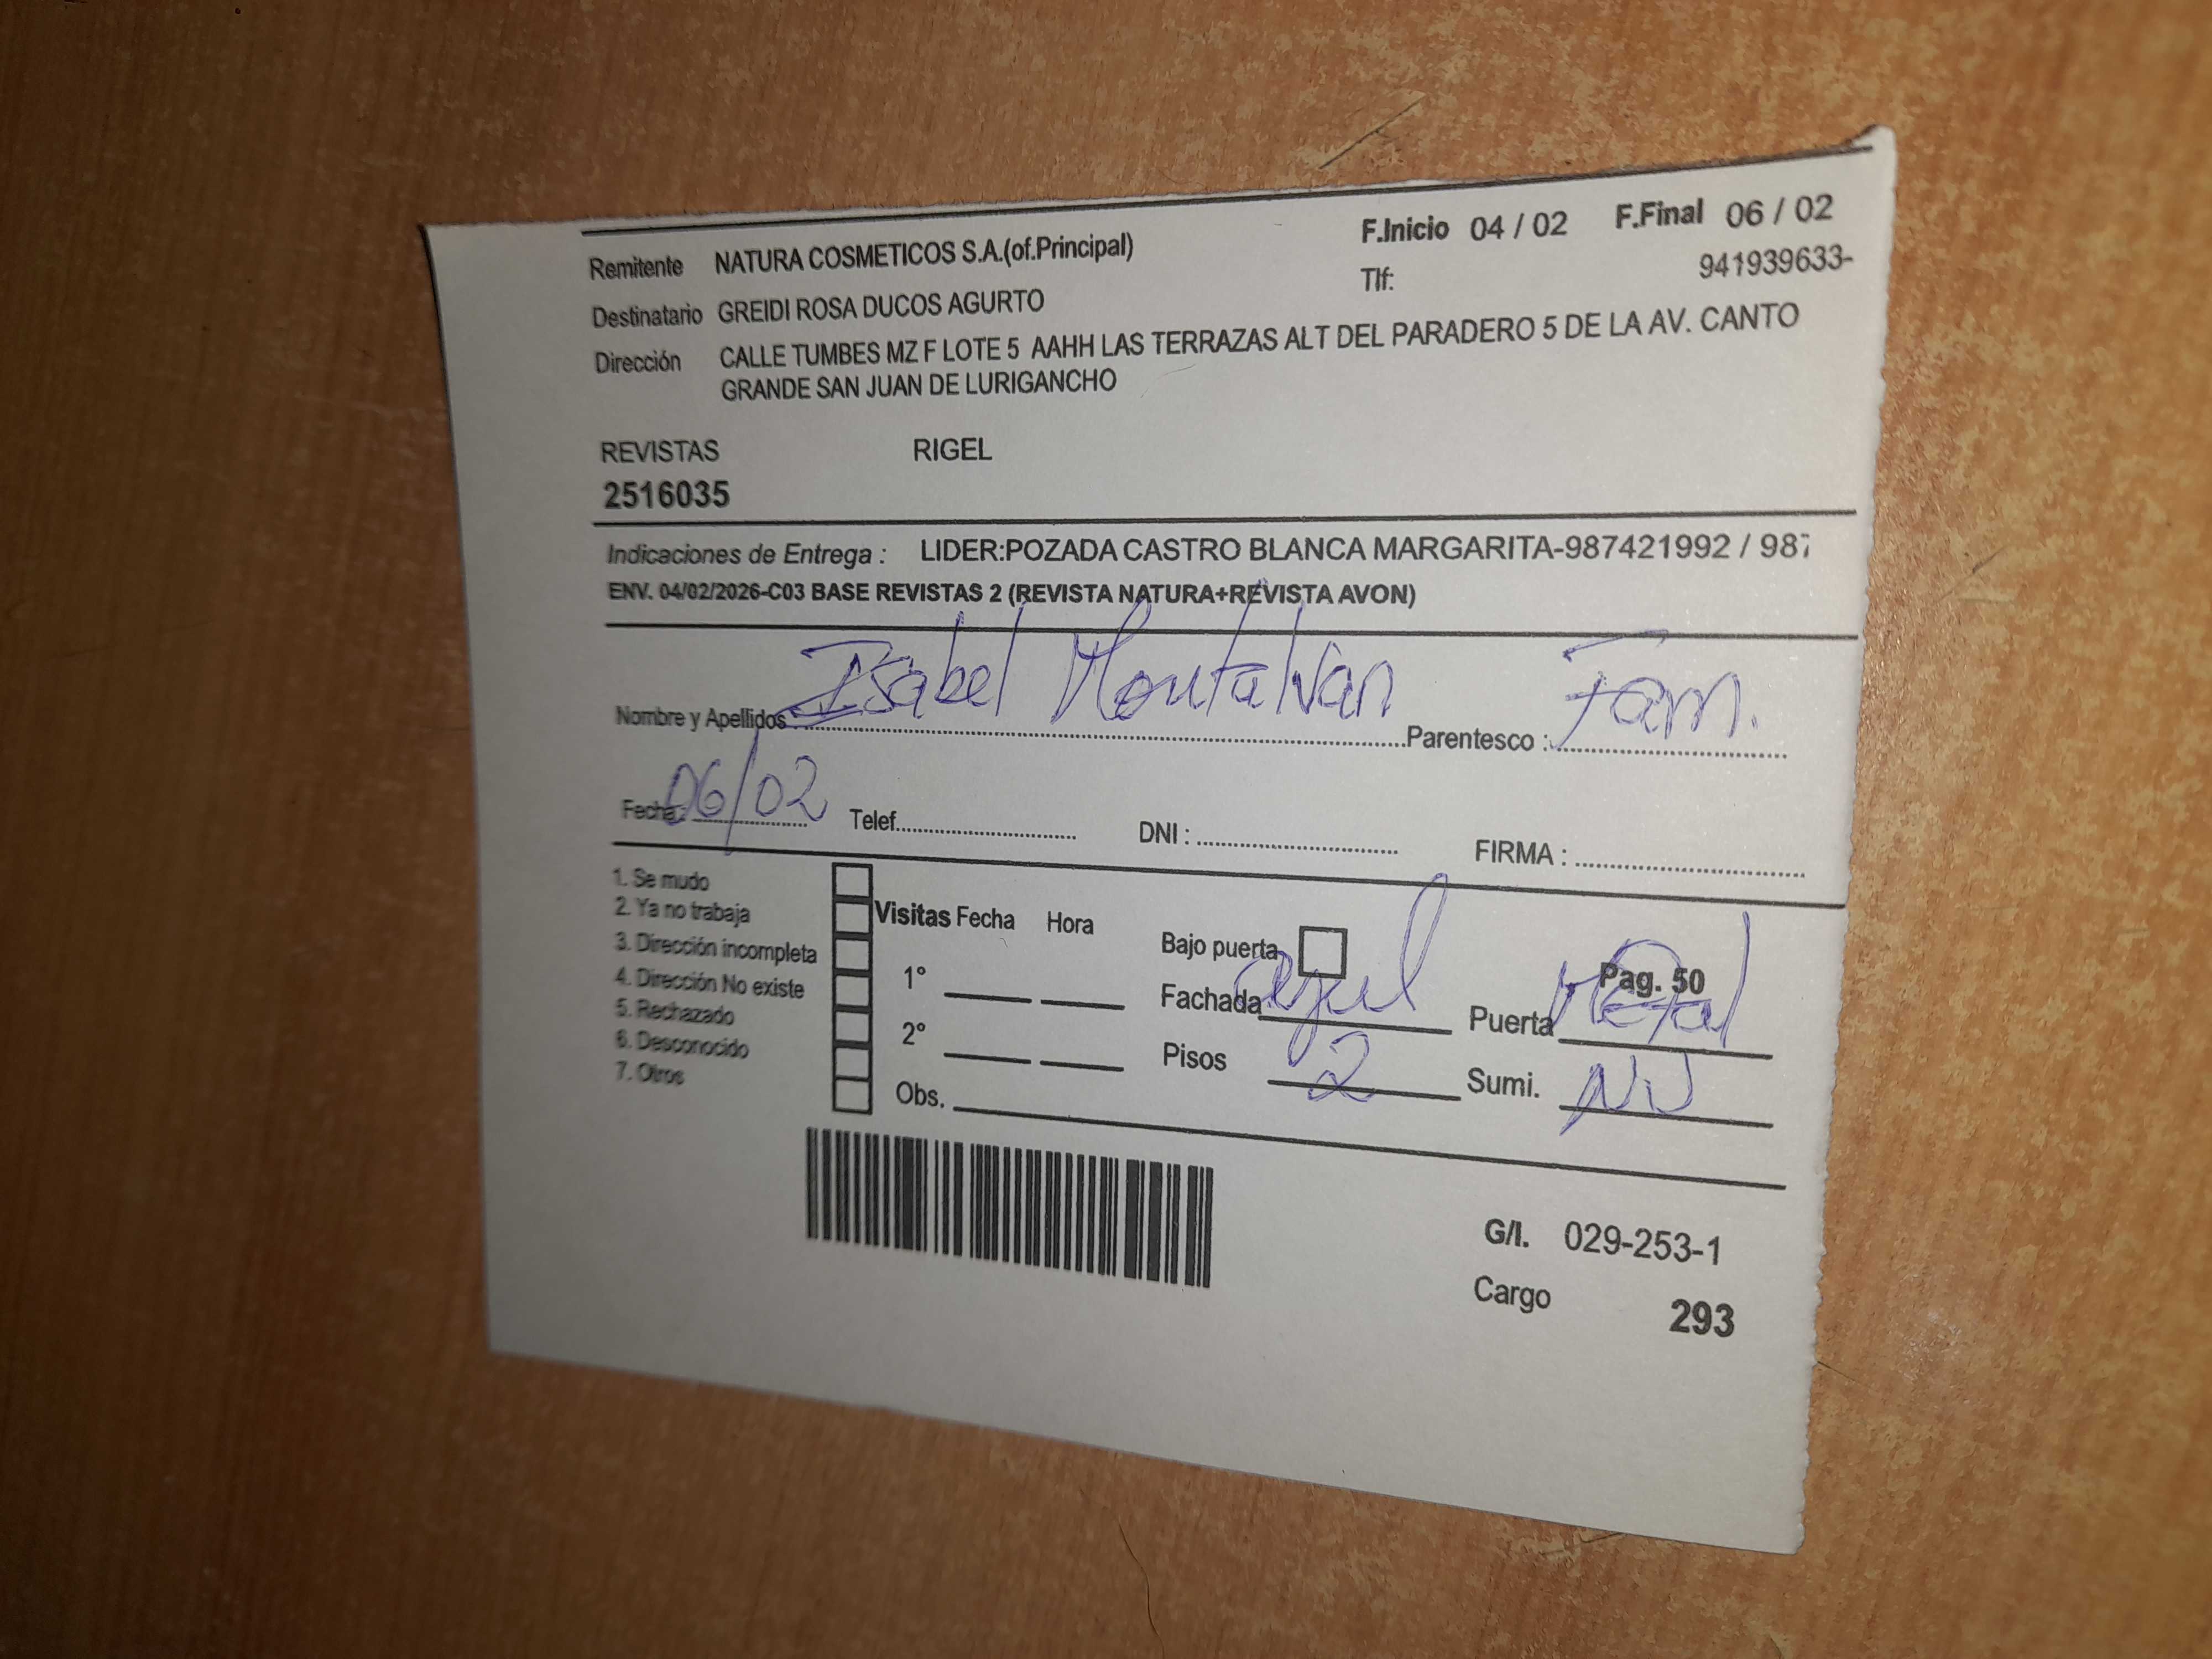 F.Inicio 04 / 02 F.Final 06 / 02
Remitente NATURA COSMETICOS S.A.(of.Principal) Tlf: 941939633-
Destinatario GREIDI ROSA DUCOS AGURTO
Dirección CALLE TUMBES MZ F LOTE 5 AAHH LAS TERRAZAS ALT DEL PARADERO 5 DE LA AV. CANTO
GRANDE SAN JUAN DE LURIGANCHO
REVISTAS RIGEL
2516035
Indicaciones de Entrega : LIDER:POZADA CASTRO BLANCA MARGARITA-987421992 / 987
ENV. 04/02/2026-C03 BASE REVISTAS 2 (REVISTA NATURA+REVISTA AVON)
Nombre y Apellidos : Isabel Montalvan Parentesco : Fam.
Fecha : 06/02 Telef. DNI : FIRMA :
1. Se mudo
2. Ya no trabaja
3. Dirección incompleta
4. Dirección No existe
5. Rechazado
6. Desconocido
7. Otros
Visitas Fecha Hora
1°
2°
Obs.
Bajo puerta Pag. 50
Fachada azul Puerta Metal
Pisos 2 Sumi.
G/I. 029-253-1
Cargo 293